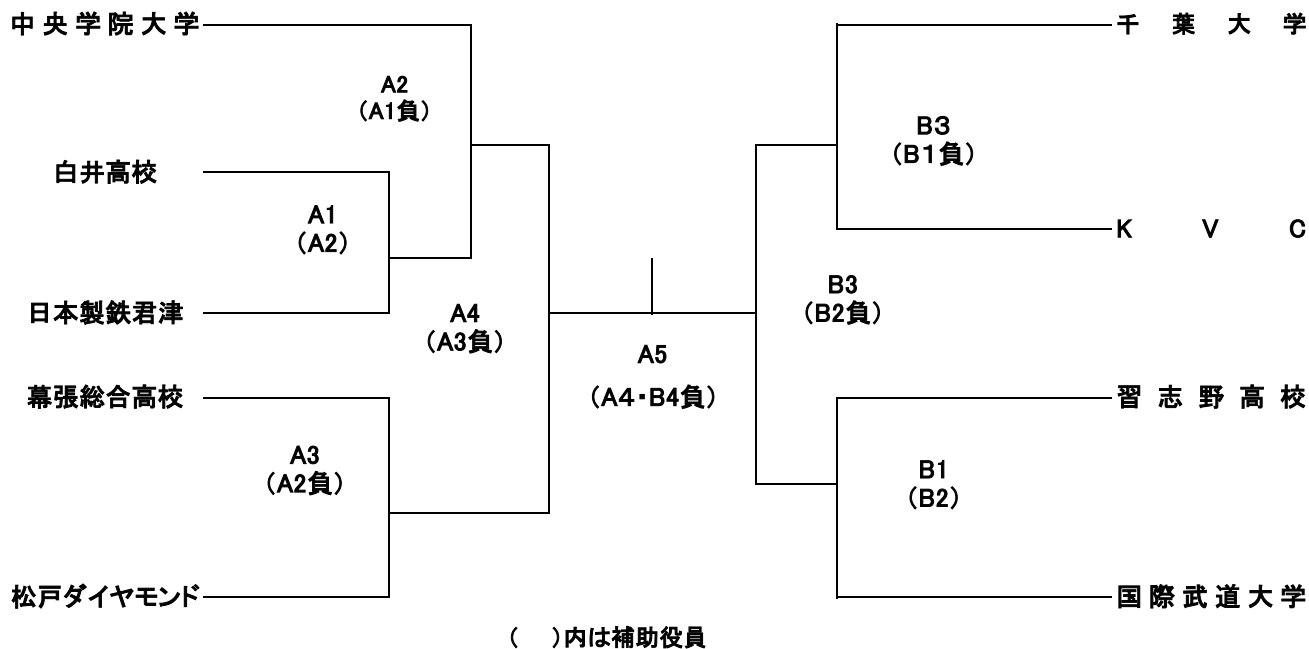 中央学院大学
千葉大学
A2
(A1負)
B3
(B1負)
白井高校
A1
(A2)
KVC
日本製鉄君津
A4
(A3負)
B3
(B2負)
A5
(A4・B4負)
幕張総合高校
習志野高校
A3
(A2負)
B1
(B2)
松戸ダイヤモンド
国際武道大学
(　)内は補助役員